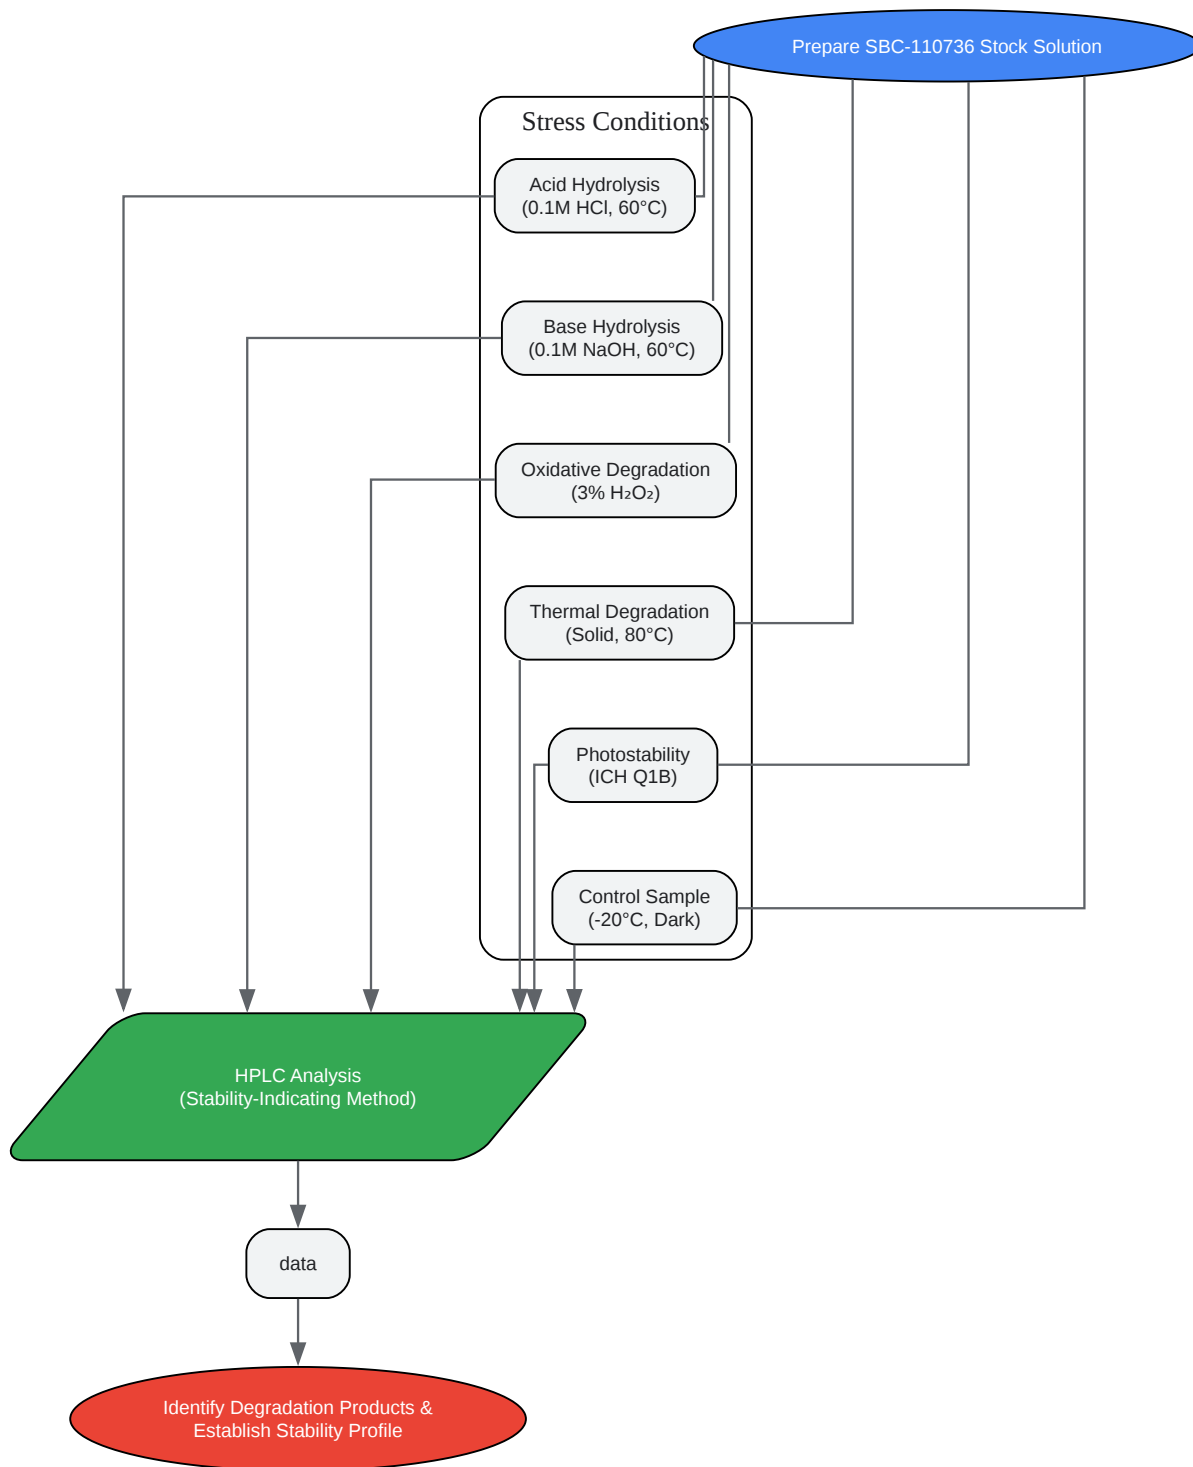 Prepare SBC-110736 Stock Solution
Stress Conditions
Acid Hydrolysis
(0.1M HCl, 60°C)
Base Hydrolysis
(0.1M NaOH, 60°C)
Oxidative Degradation
(3% H₂O₂)
Thermal Degradation
(Solid, 80°C)
Photostability
(ICH Q1B)
Control Sample
(-20°C, Dark)
HPLC Analysis
(Stability-Indicating Method)
data
Identify Degradation Products &
Establish Stability Profile